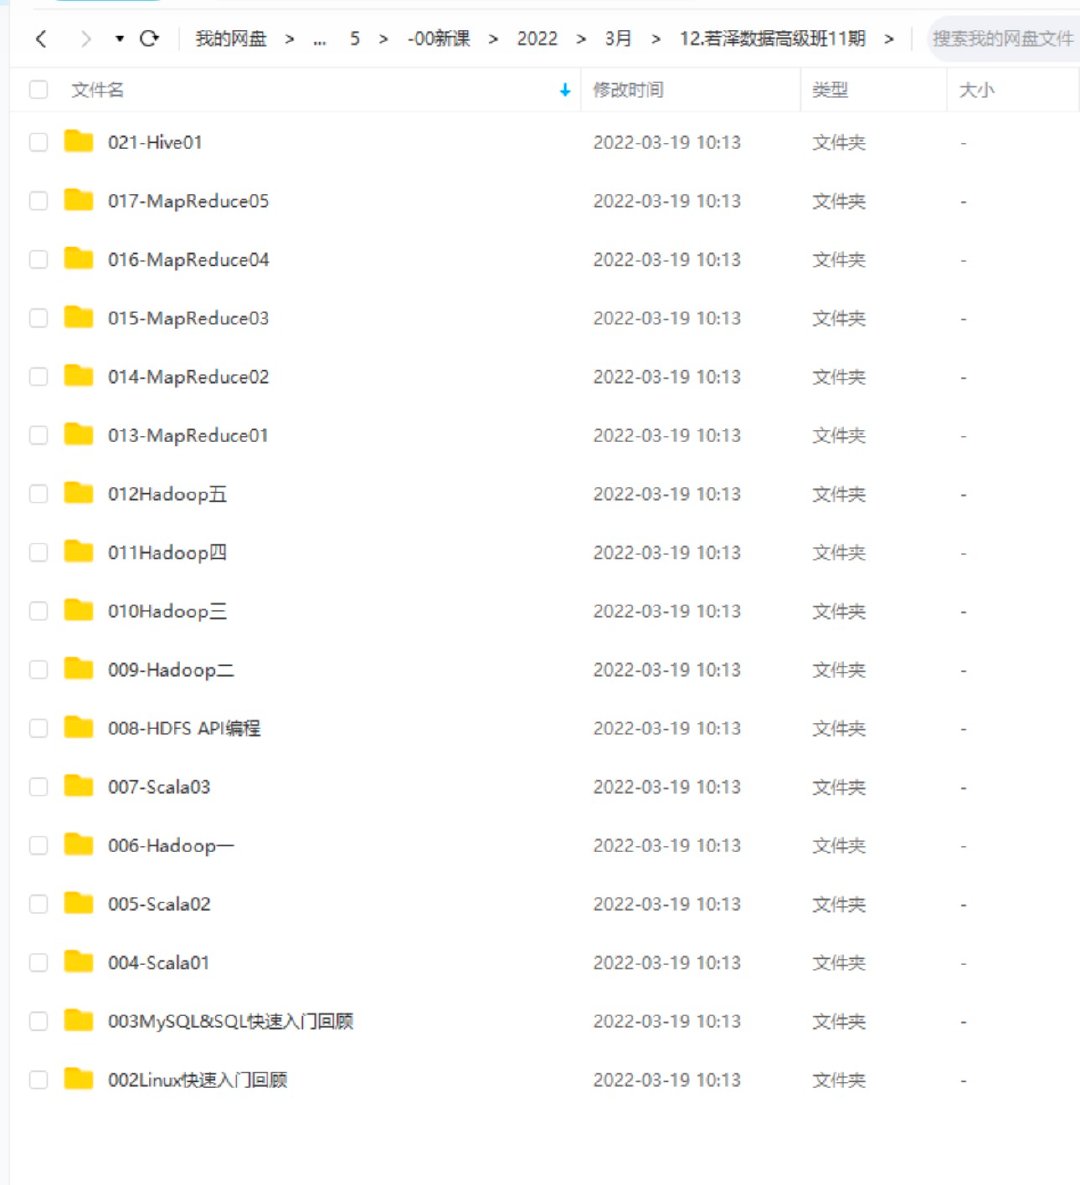 我的网盘 > ... 5 > -00新课 > 2022 > 3月 > 12.若泽数据高级班11期 > 搜索我的网盘文件
文件名 修改时间 类型 大小
021-Hive01 2022-03-19 10:13 文件夹 -
017-MapReduce05 2022-03-19 10:13 文件夹 -
016-MapReduce04 2022-03-19 10:13 文件夹 -
015-MapReduce03 2022-03-19 10:13 文件夹 -
014-MapReduce02 2022-03-19 10:13 文件夹 -
013-MapReduce01 2022-03-19 10:13 文件夹 -
012Hadoop五 2022-03-19 10:13 文件夹 -
011Hadoop四 2022-03-19 10:13 文件夹 -
010Hadoop三 2022-03-19 10:13 文件夹 -
009-Hadoop二 2022-03-19 10:13 文件夹 -
008-HDFS API编程 2022-03-19 10:13 文件夹 -
007-Scala03 2022-03-19 10:13 文件夹 -
006-Hadoop一 2022-03-19 10:13 文件夹 -
005-Scala02 2022-03-19 10:13 文件夹 -
004-Scala01 2022-03-19 10:13 文件夹 -
003MySQL&SQL快速入门回顾 2022-03-19 10:13 文件夹 -
002Linux快速入门回顾 2022-03-19 10:13 文件夹 -